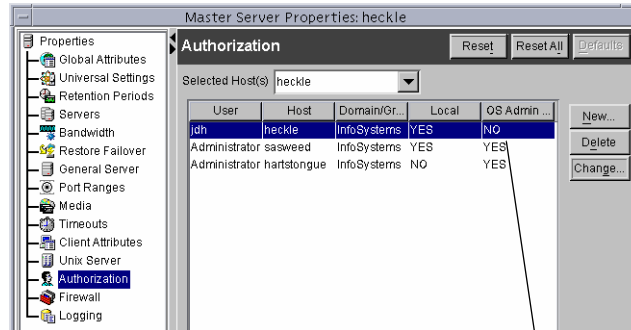 Master Server Properties: heckle
Properties
Global Attributes
Universal Settings
Retention Periods
Servers
Bandwidth
Restore Failover
General Server
Port Ranges
Media
Timeouts
Client Attributes
Unix Server
Authorization
Firewall
Logging
Authorization
Reset
Reset All
Defaults
Selected Host(s) heckle
User Host Domain/Gr... Local OS Admin ...
jdh heckle InfoSystems YES NO
Administrator sasweed InfoSystems YES YES
Administrator hartstongue InfoSystems NO YES
New...
Delete
Change...